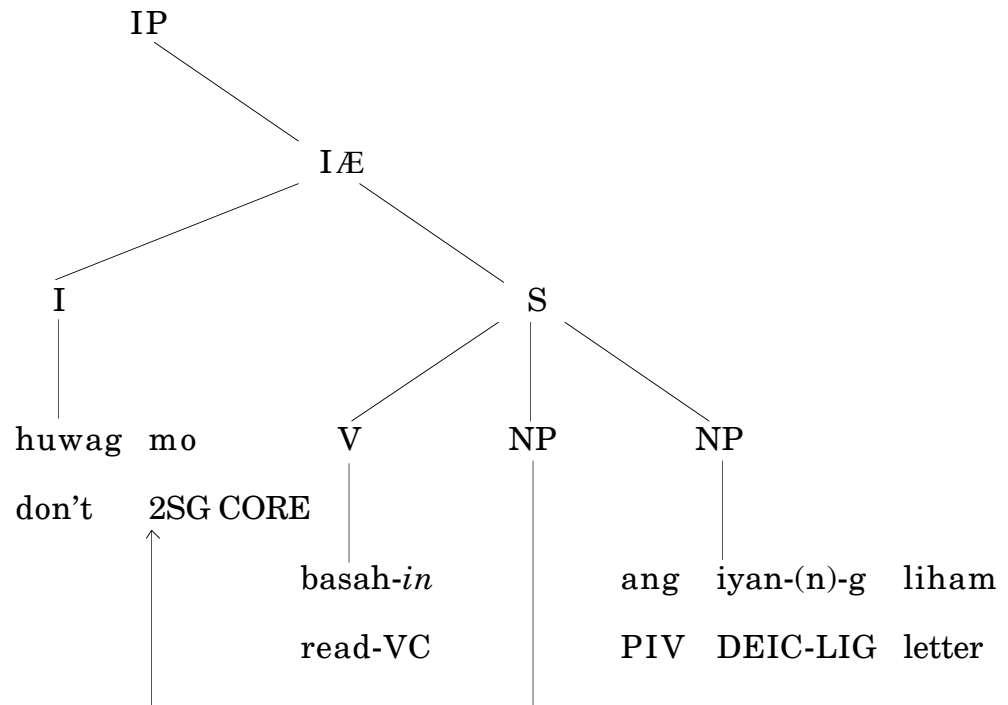 IP
IÆ
I S
huwag mo V NP NP
don't 2SG CORE
basah-in ang iyan-(n)-g liham
read-VC PIV DEIC-LIG letter